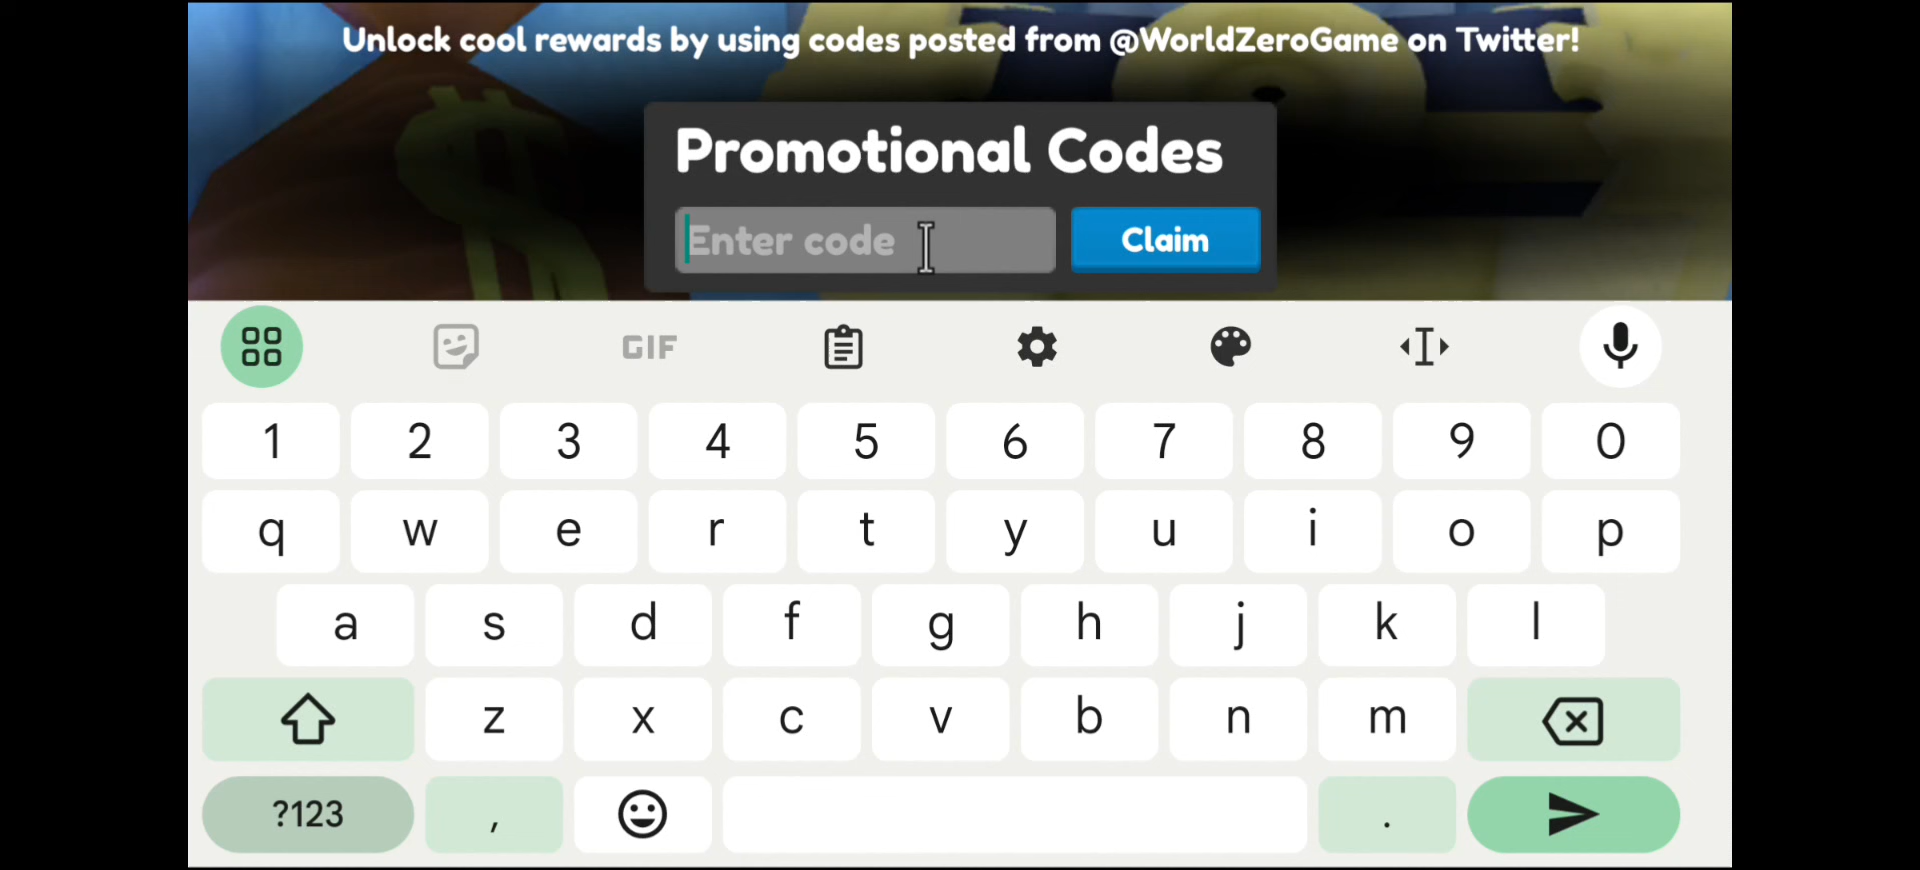 Unlock cool rewards by using codes posted from @WorldZeroGame on Twitter!
Promotional Codes
Enter code
Claim
GIF
1 2 3 4 5 6 7 8 9 0
q w e r t y u i o p
a s d f g h j k l
z x c v b n m
?123 , .